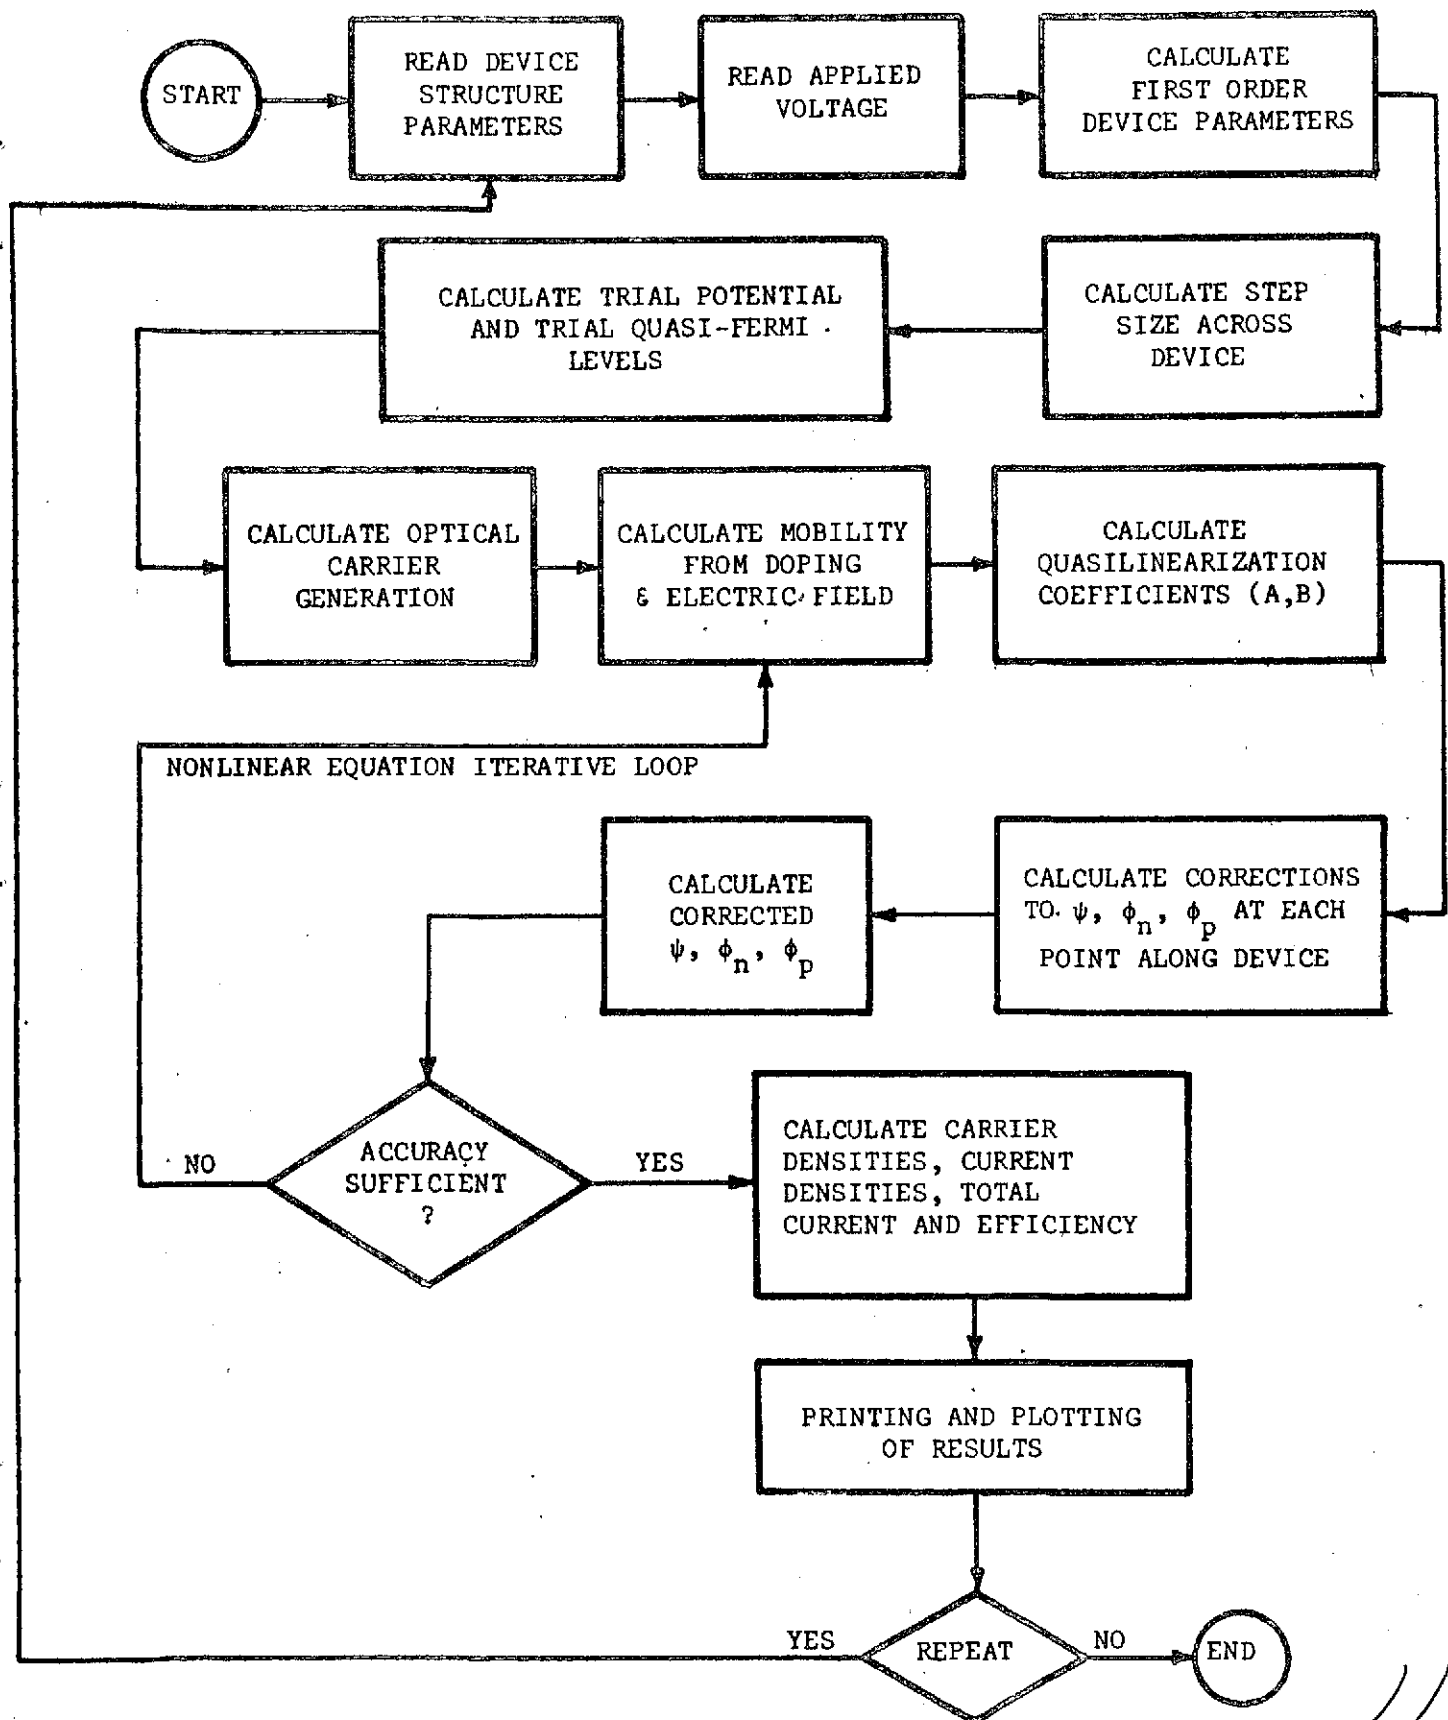 START
READ DEVICE
STRUCTURE
PARAMETERS
READ APPLIED
VOLTAGE
CALCULATE
FIRST ORDER
DEVICE PARAMETERS
CALCULATE STEP
SIZE ACROSS
DEVICE
CALCULATE TRIAL POTENTIAL
AND TRIAL QUASI-FERMI
LEVELS
CALCULATE OPTICAL
CARRIER
GENERATION
CALCULATE MOBILITY
FROM DOPING
& ELECTRIC FIELD
CALCULATE
QUASILINEARIZATION
COEFFICIENTS (A,B)
NONLINEAR EQUATION ITERATIVE LOOP
CALCULATE CORRECTIONS
TO ψ, ϕn, ϕp AT EACH
POINT ALONG DEVICE
CALCULATE
CORRECTED
ψ, ϕn, ϕp
ACCURACY
SUFFICIENT
?
NO
YES
CALCULATE CARRIER
DENSITIES, CURRENT
DENSITIES, TOTAL
CURRENT AND EFFICIENCY
PRINTING AND PLOTTING
OF RESULTS
REPEAT
YES
NO
END